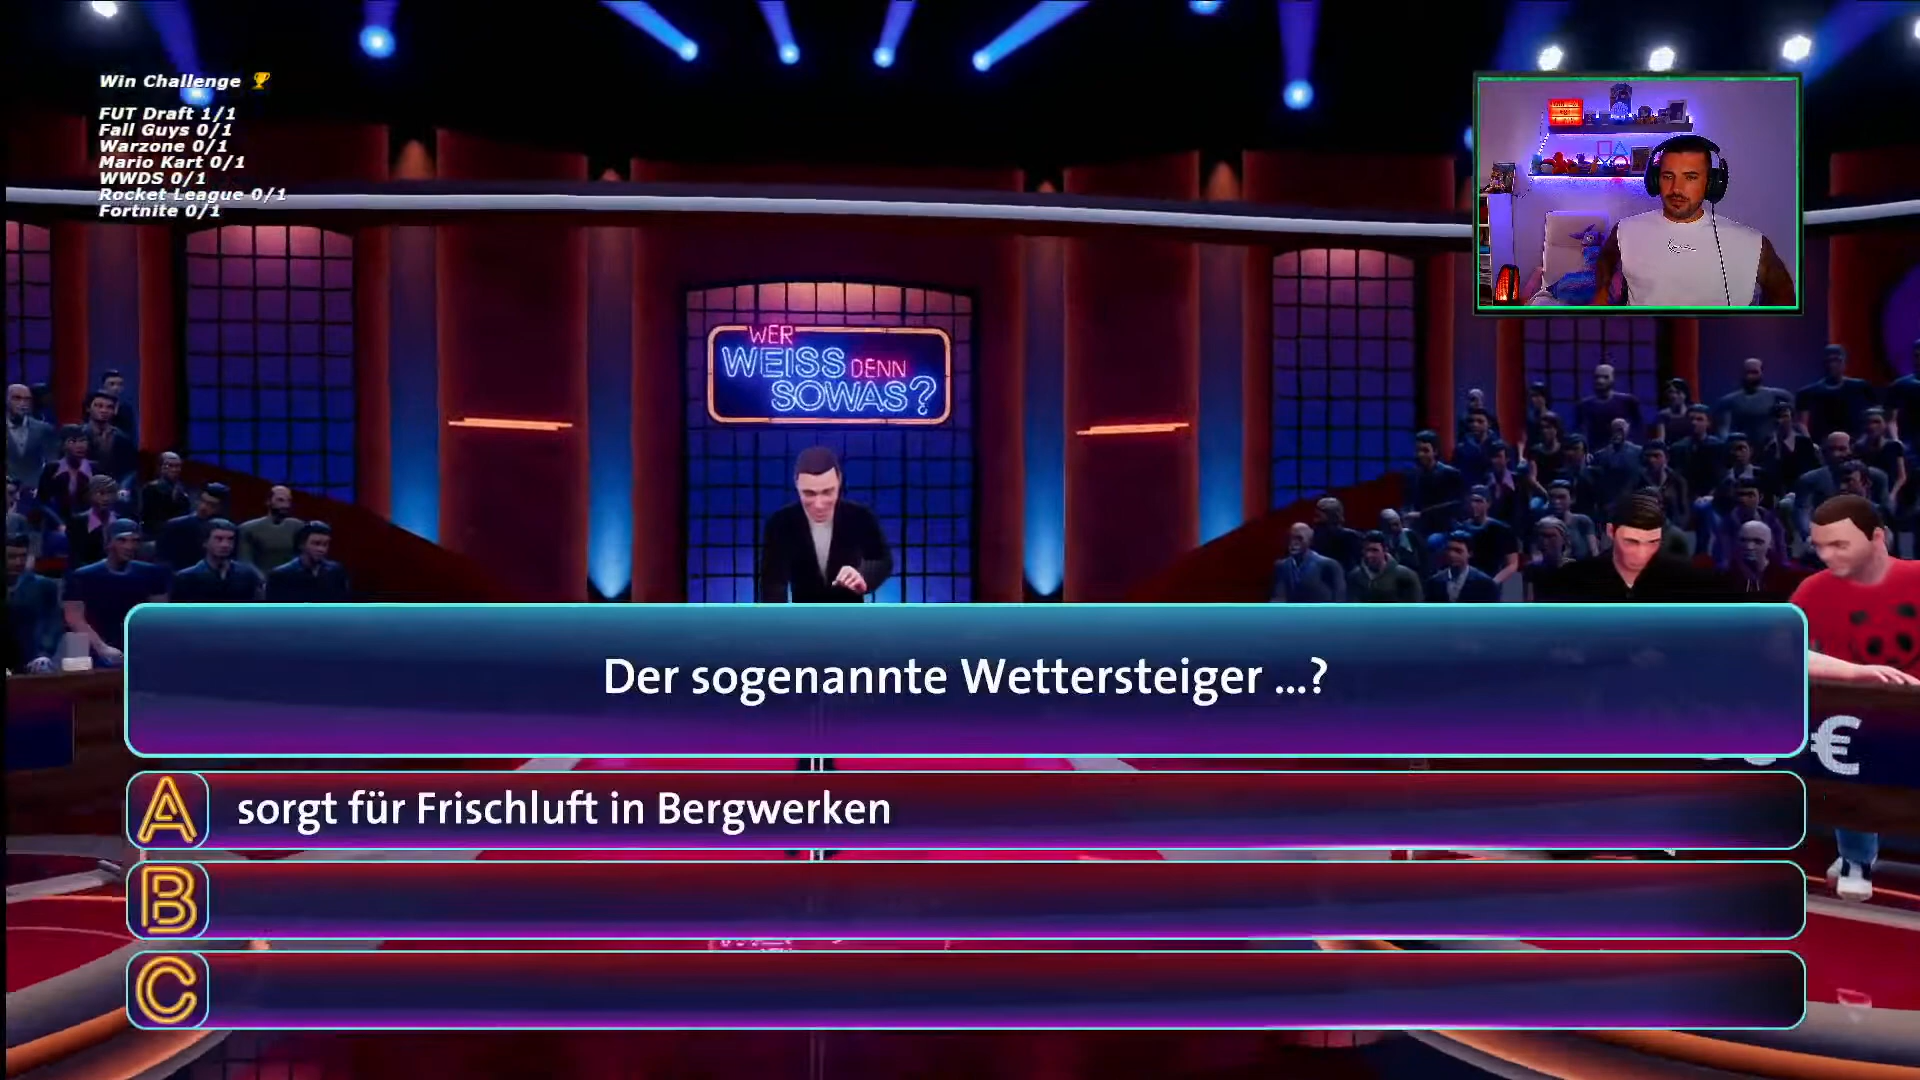 Win Challenge 🏆
FUT Draft 1/1
Fall Guys 0/1
Warzone 0/1
Mario Kart 0/1
WWDS 0/1
Rocket League 0/1
Fortnite 0/1
WER
WEISS DENN
SOWAS?
Der sogenannte Wettersteiger ...?
€
A sorgt für Frischluft in Bergwerken
B
C